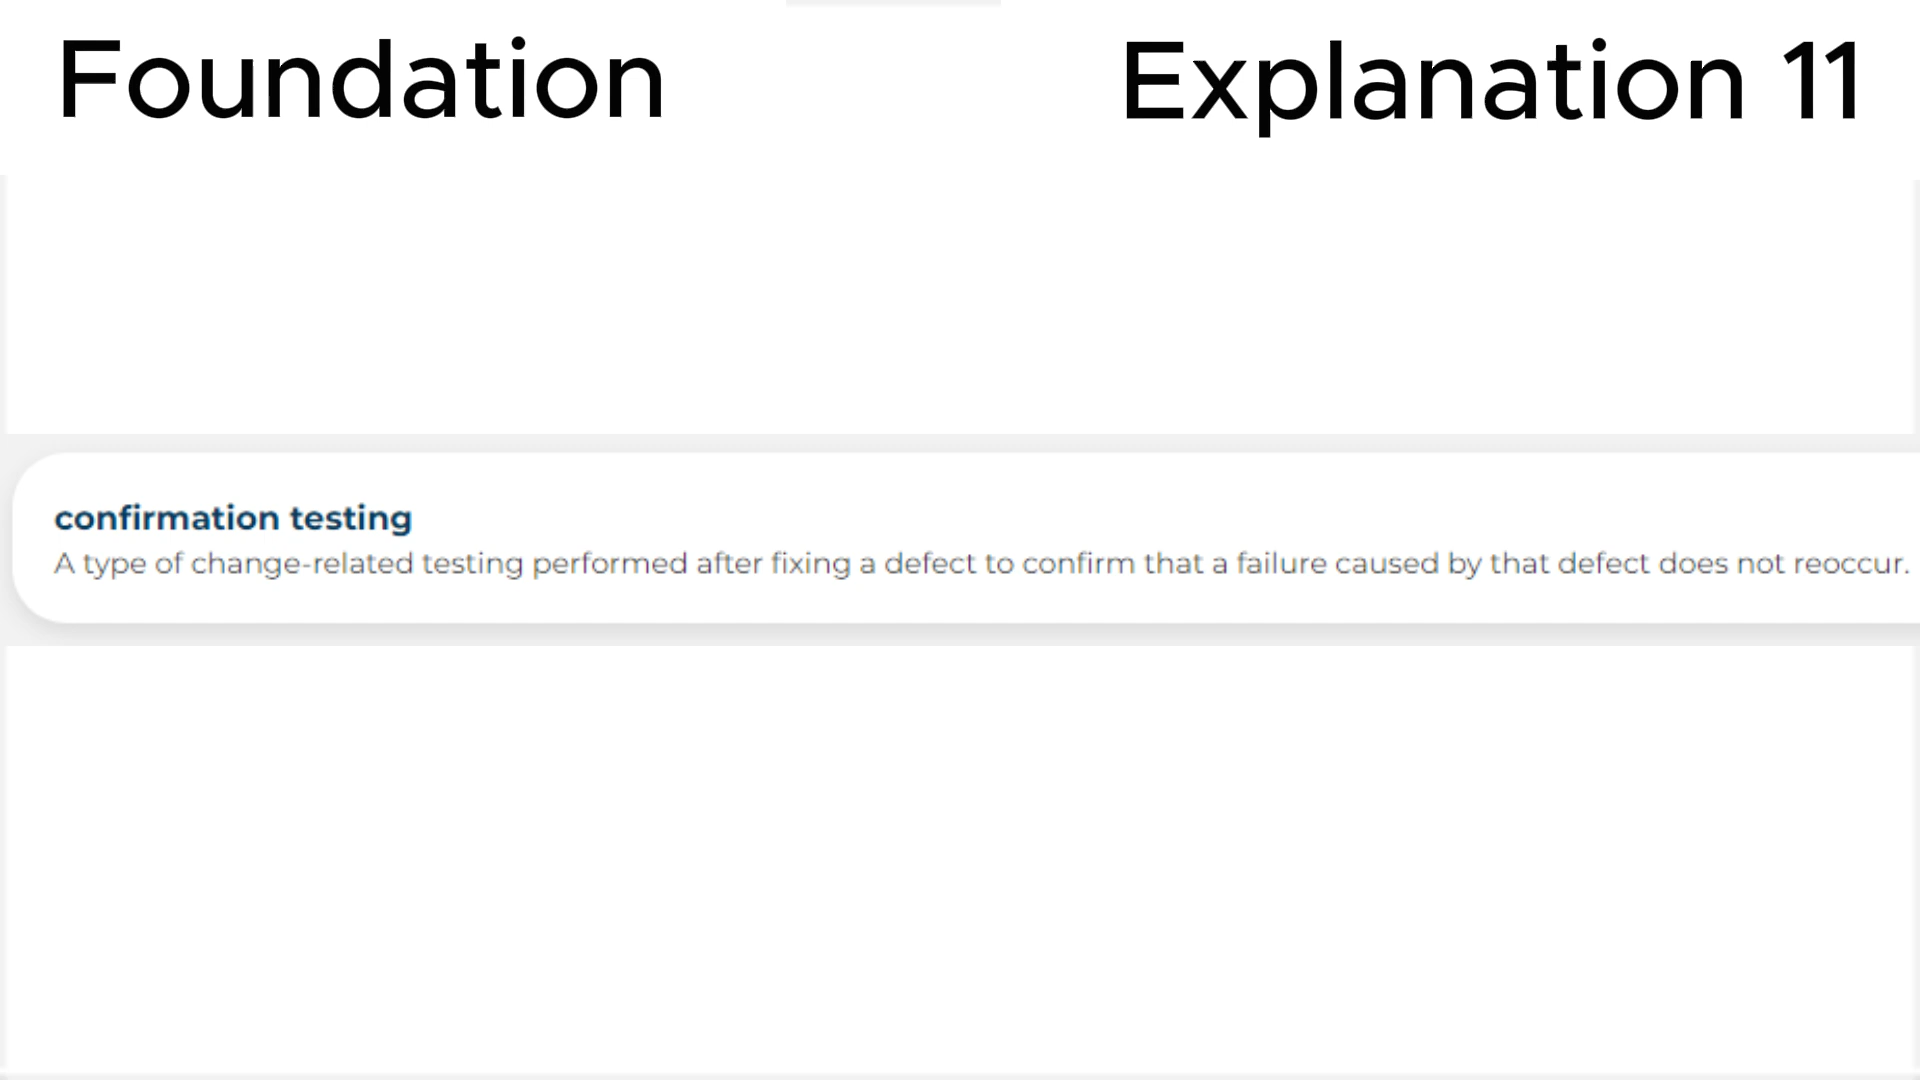 Foundation
Explanation 11
confirmation testing
A type of change-related testing performed after fixing a defect to confirm that a failure caused by that defect does not reoccur.